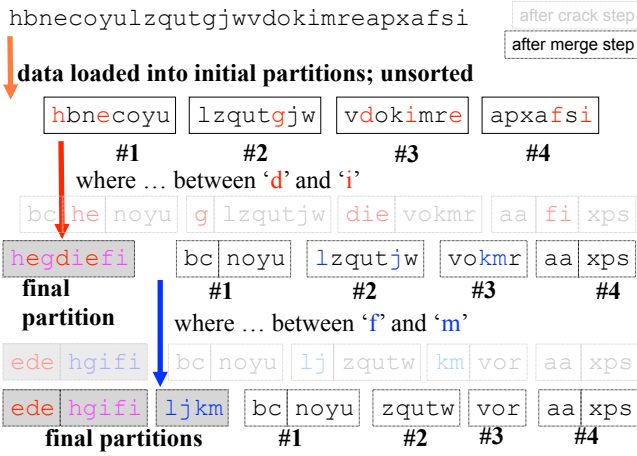 hbnecoyulzqutgjwvdokimreapxafsi after crack step
after merge step
data loaded into initial partitions; unsorted
hbnecoyu lzqutgjw vdokimre apxafsi
#1 #2 #3 #4
where … between ‘d’ and ‘i’
bc he noyu g lzqutjw die vokmr aa fi xps
hegdiefi bc noyu lzqutjw vokmr aa xps
final partition #1 #2 #3 #4
where … between ‘f’ and ‘m’
ede hgifi bc noyu lj zqutw km vor aa xps
ede hgifi ljkm bc noyu zqutw vor aa xps
final partitions #1 #2 #3 #4